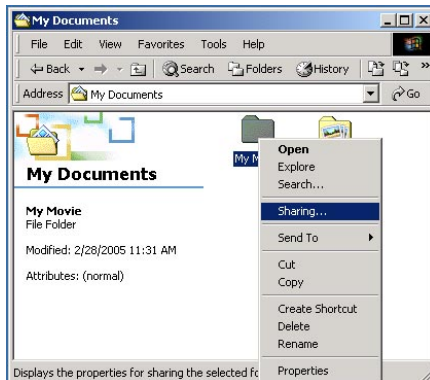 My Documents
File Edit View Favorites Tools Help
Back Search Folders History »
Address My Documents Go
My Documents
My Movie
File Folder
Modified: 2/28/2005 11:31 AM
Attributes: (normal)
My M
Open
Explore
Search...
Sharing...
Send To
Cut
Copy
Create Shortcut
Delete
Rename
Properties
Displays the properties for sharing the selected fo